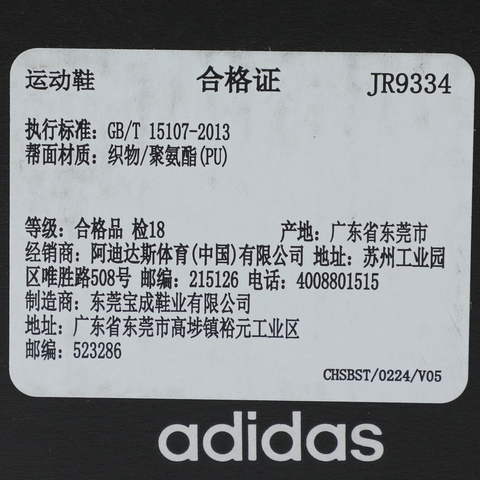 运动鞋 合格证 JR9334
执行标准: GB/T 15107-2013
帮面材质: 织物/聚氨酯(PU)
等级: 合格品 检18 产地: 广东省东莞市
经销商: 阿迪达斯体育(中国)有限公司 地址: 苏州工业园
区唯胜路508号 邮编: 215126 电话: 4008801515
制造商: 东莞宝成鞋业有限公司
地址: 广东省东莞市高埗镇裕元工业区
邮编: 523286
CHSBST/0224/V05
adidas